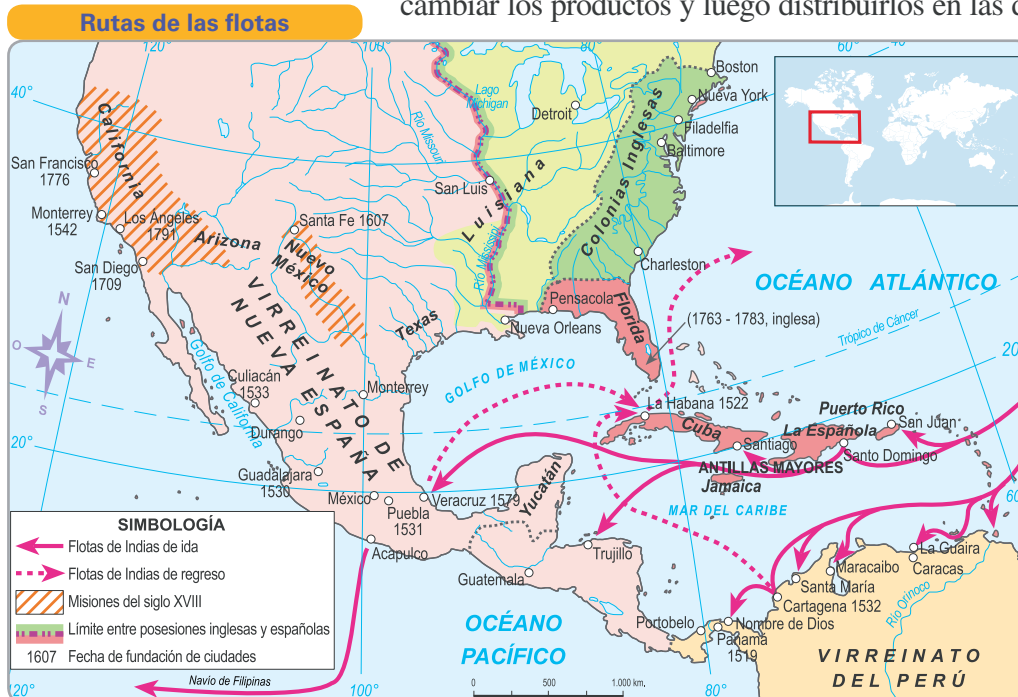 cambiar los productos y luego distribuirlos en las
Rutas de las flotas
120°
100°
80°
60°
40°
40°
Boston
Nueva York
Filadelfia
Baltimore
Detroit
Lago
Michigan
Río Missouri
San Luis
Luisiana
Colonias Inglesas
California
San Francisco
1776
Monterrey
1542
Los Angeles
1791
San Diego
1709
Arizona
Santa Fe 1607
Nuevo
México
Charleston
OCÉANO ATLÁNTICO
Pensacola
Florida
(1763 - 1783, inglesa)
Nueva Orleans
Texas
VIRREINATO DE
NUEVA ESPAÑA
Trópico de Cáncer
20°
N
O
E
S
Golfo de California
GOLFO DE MÉXICO
Culiacán
1533
Monterrey
Durango
La Habana 1522
Cuba
Santiago
Puerto Rico
La Española
San Juan
Santo Domingo
ANTILLAS MAYORES
Jamaica
MAR DEL CARIBE
20°
Guadalajara
1530
México
Puebla
1531
Veracruz 1579
Yucatán
Acapulco
Guatemala
Trujillo
60
La Guaira
Caracas
Maracaibo
Santa María
Cartagena 1532
Río Orinoco
Portobelo
Nombre de Dios
Panamá
1519
OCÉANO
PACÍFICO
VIRREINATO
DEL PERÚ
SIMBOLOGÍA
Flotas de Indias de ida
Flotas de Indias de regreso
Misiones del siglo XVIII
Límite entre posesiones inglesas y españolas
1607 Fecha de fundación de ciudades
Navío de Filipinas
20°
100°
80°
0 500 1.000 km.